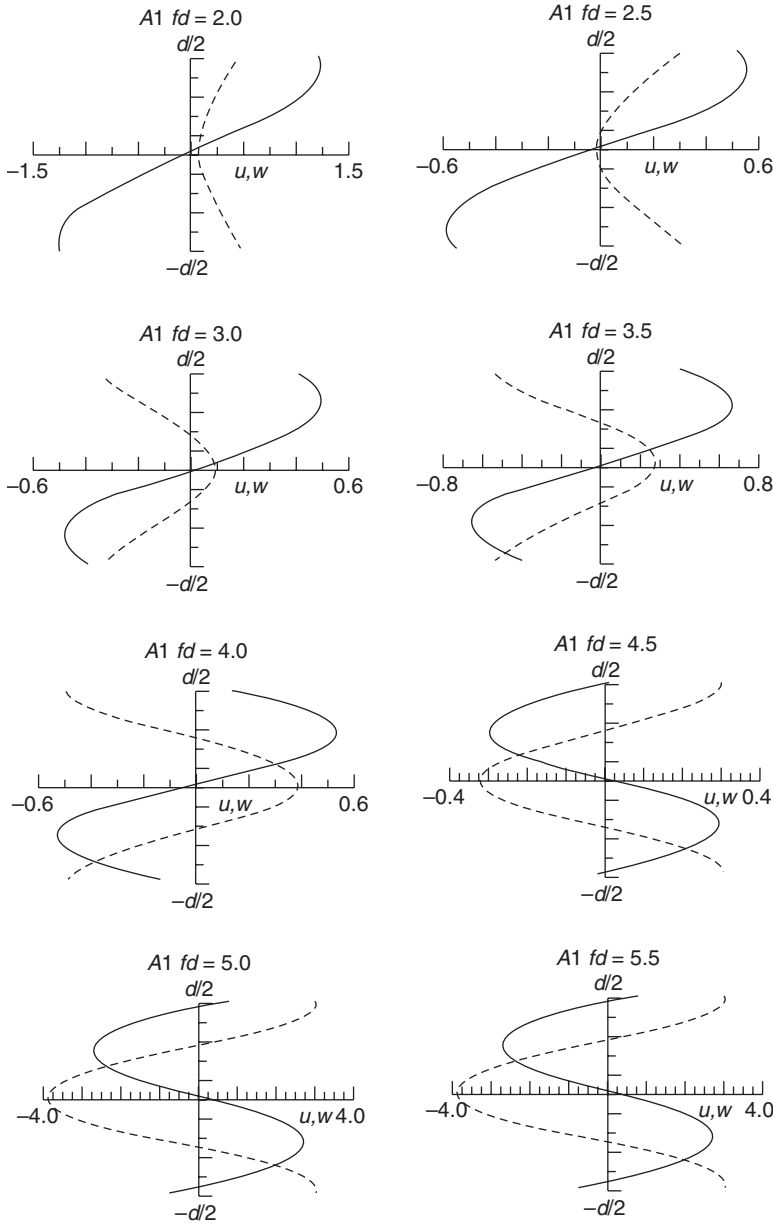 A1 fd = 2.0
d/2
–1.5 u,w 1.5
–d/2
A1 fd = 2.5
d/2
–0.6 u,w 0.6
–d/2
A1 fd = 3.0
d/2
–0.6 u,w 0.6
–d/2
A1 fd = 3.5
d/2
–0.8 u,w 0.8
–d/2
A1 fd = 4.0
d/2
–0.6 u,w 0.6
–d/2
A1 fd = 4.5
d/2
–0.4 u,w 0.4
–d/2
A1 fd = 5.0
d/2
–4.0 u,w 4.0
–d/2
A1 fd = 5.5
d/2
–4.0 u,w 4.0
–d/2